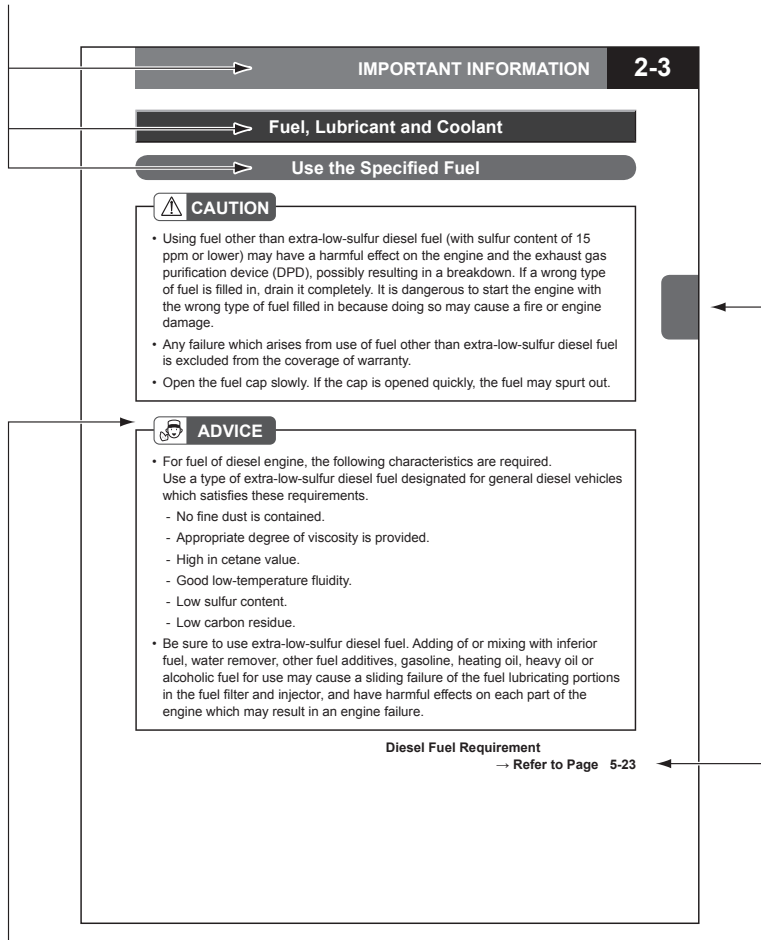 IMPORTANT INFORMATION 2-3
Fuel, Lubricant and Coolant
Use the Specified Fuel
CAUTION
• Using fuel other than extra-low-sulfur diesel fuel (with sulfur content of 15
ppm or lower) may have a harmful effect on the engine and the exhaust gas
purification device (DPD), possibly resulting in a breakdown. If a wrong type
of fuel is filled in, drain it completely. It is dangerous to start the engine with
the wrong type of fuel filled in because doing so may cause a fire or engine
damage.
• Any failure which arises from use of fuel other than extra-low-sulfur diesel fuel
is excluded from the coverage of warranty.
• Open the fuel cap slowly. If the cap is opened quickly, the fuel may spurt out.
ADVICE
• For fuel of diesel engine, the following characteristics are required.
Use a type of extra-low-sulfur diesel fuel designated for general diesel vehicles
which satisfies these requirements.
- No fine dust is contained.
- Appropriate degree of viscosity is provided.
- High in cetane value.
- Good low-temperature fluidity.
- Low sulfur content.
- Low carbon residue.
• Be sure to use extra-low-sulfur diesel fuel. Adding of or mixing with inferior
fuel, water remover, other fuel additives, gasoline, heating oil, heavy oil or
alcoholic fuel for use may cause a sliding failure of the fuel lubricating portions
in the fuel filter and injector, and have harmful effects on each part of the
engine which may result in an engine failure.
Diesel Fuel Requirement
→ Refer to Page 5-23